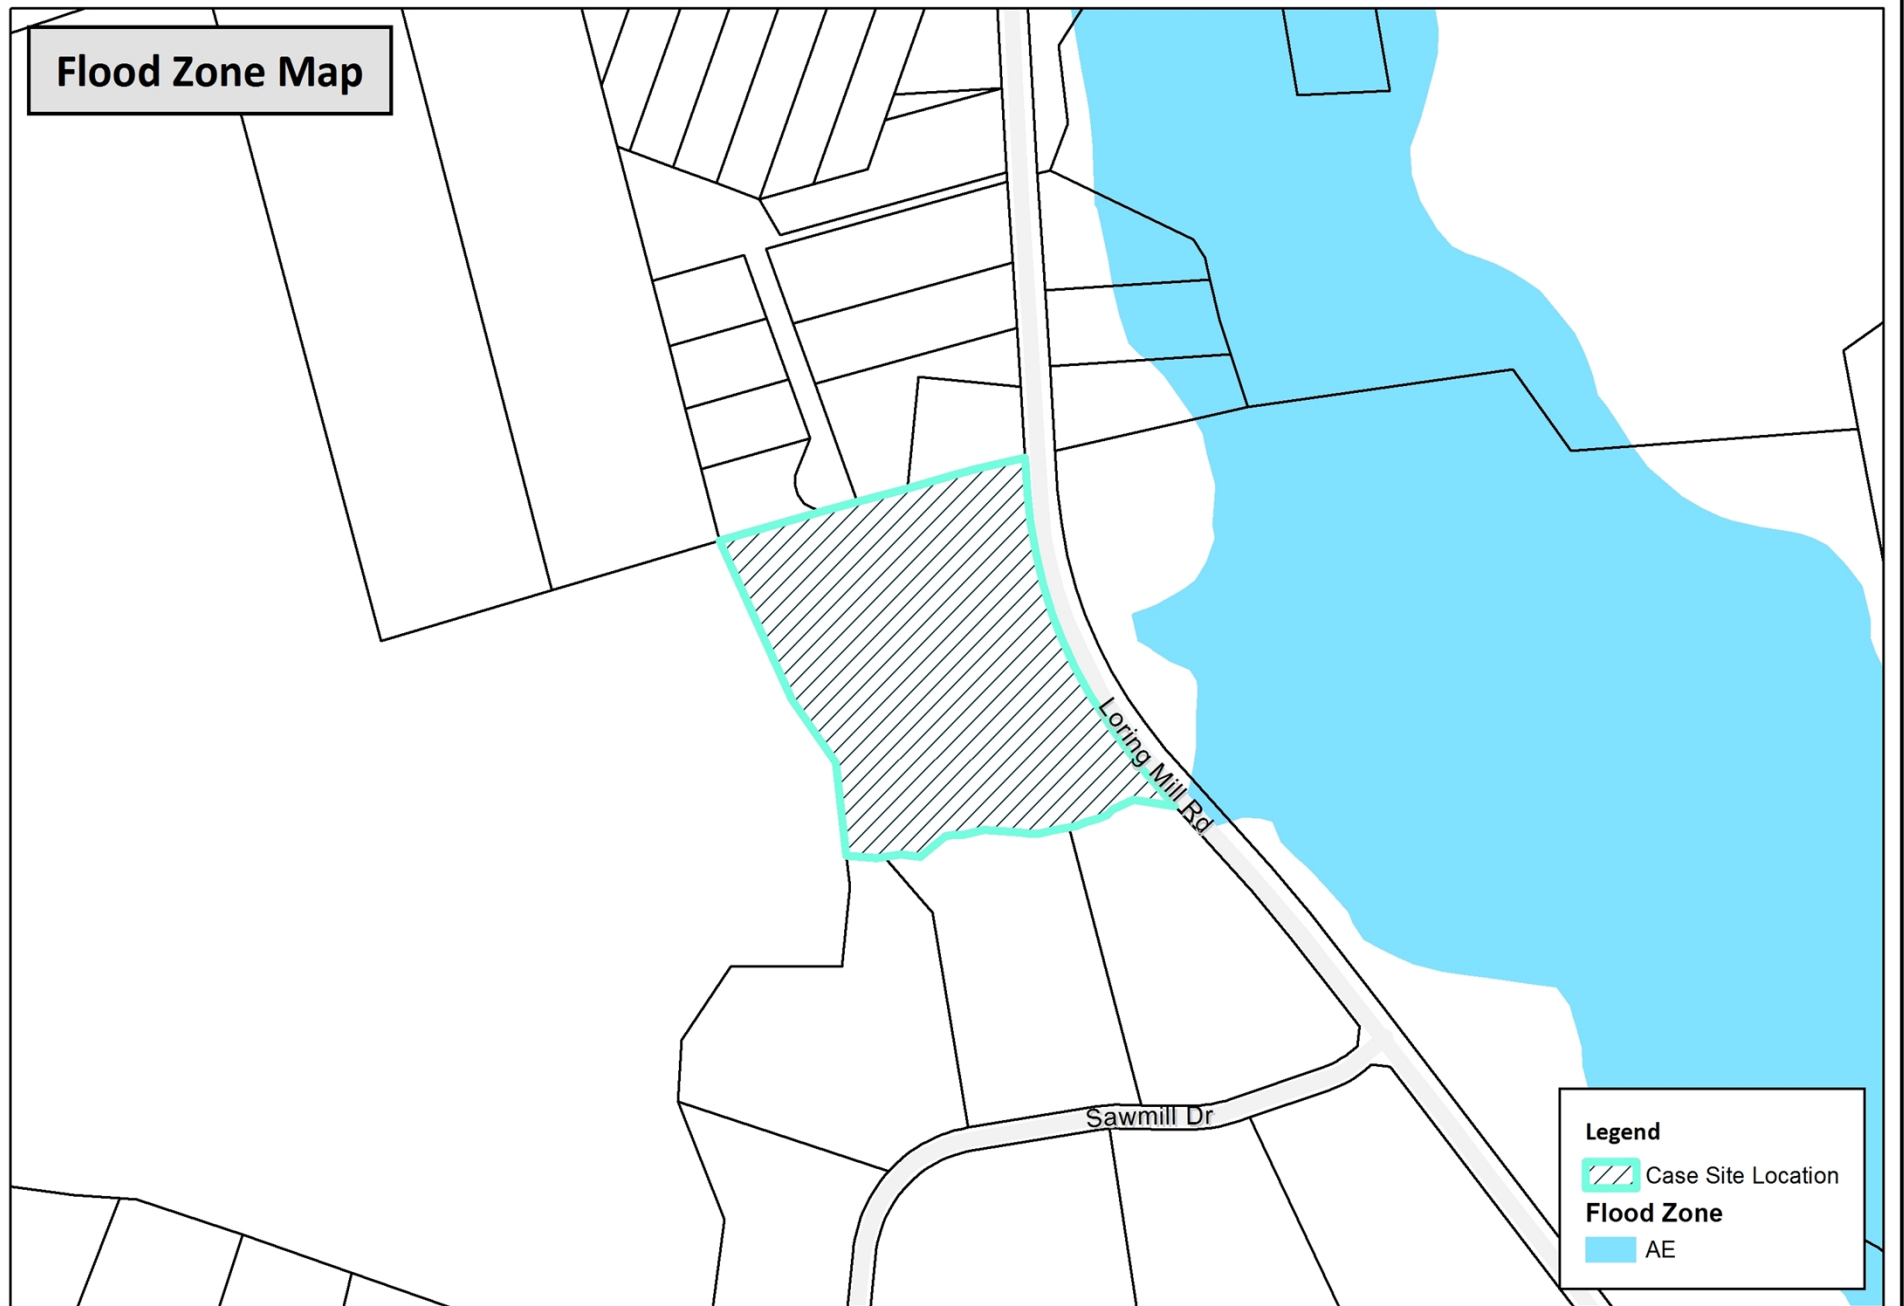 Flood Zone Map
Loring Mill Rd
Sawmill Dr
Legend
Case Site Location
Flood Zone
AE